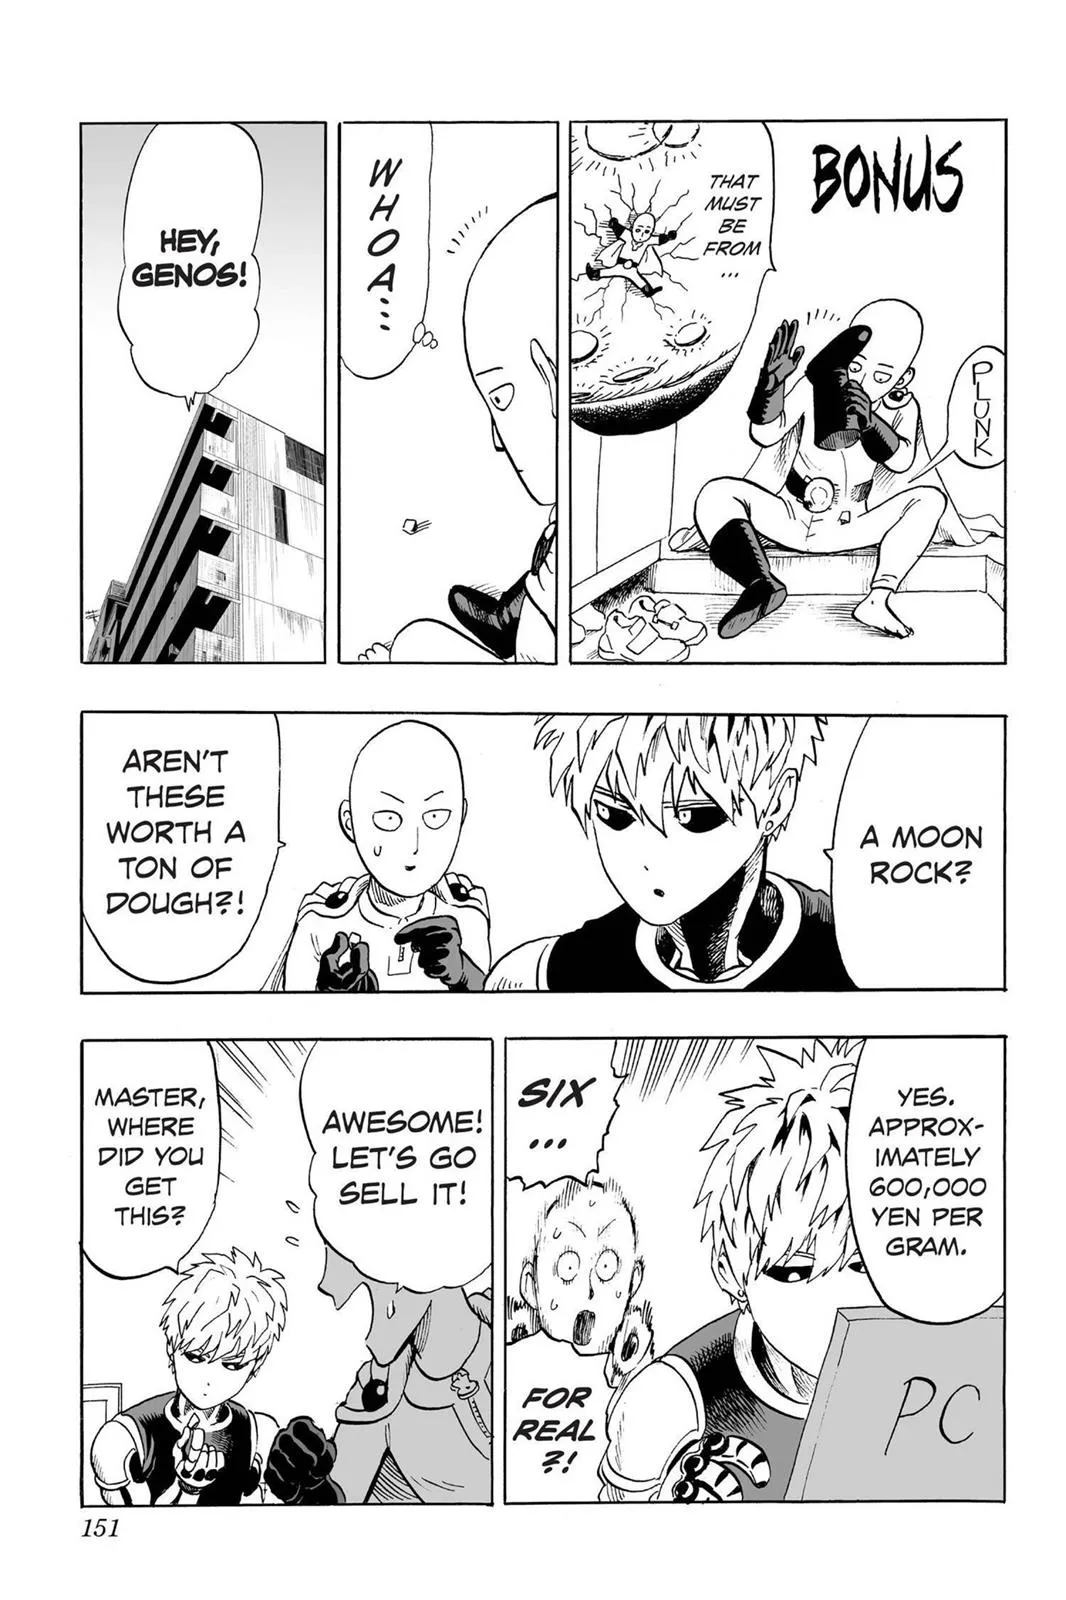 BONUS
PLUNK
THAT
MUST
BE
FROM
...
WHOA...
HEY,
GENOS!
A MOON
ROCK?
AREN'T
THESE
WORTH A
TON OF
DOUGH?!
YES.
APPROX-
IMATELY
600,000
YEN PER
GRAM.
PC
SIX
...
FOR
REAL
?!
AWESOME!
LET'S GO
SELL IT!
MASTER,
WHERE
DID YOU
GET
THIS?
151